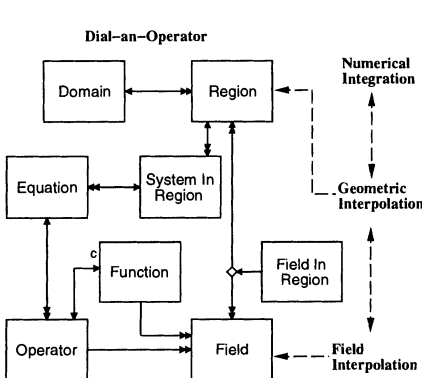 Dial-an-Operator
Numerical
Integration
Domain
Region
Geometric
Interpolation
Equation
System In
Region
c
Function
Field In
Region
Operator
Field
Field
Interpolation